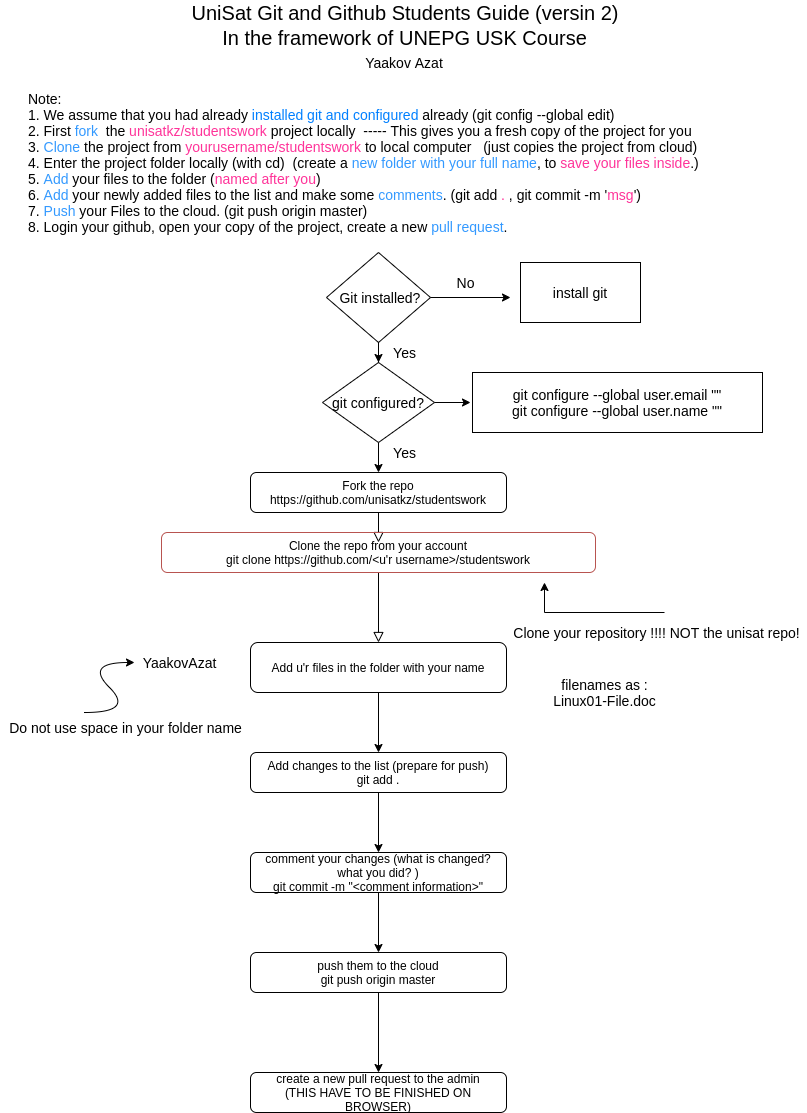 UniSat Git and Github Students Guide (versin 2)
In the framework of UNEPG USK Course
Yaakov Azat
Note:
1. We assume that you had already installed git and configured already (git config --global edit)
2. First fork  the unisatkz/studentswork project locally  ----- This gives you a fresh copy of the project for you
3. Clone the project from yourusername/studentswork to local computer   (just copies the project from cloud)
4. Enter the project folder locally (with cd)  (create a new folder with your full name, to save your files inside.)
5. Add your files to the folder (named after you)
6. Add your newly added files to the list and make some comments. (git add . , git commit -m 'msg')
7. Push your Files to the cloud. (git push origin master)
8. Login your github, open your copy of the project, create a new pull request.
Git installed?
No
install git
Yes
git configured?
git configure --global user.email ""
git configure --global user.name ""
Yes
Fork the repo
https://github.com/unisatkz/studentswork
Clone the repo from your account
git clone https://github.com/<u'r username>/studentswork
Clone your repository !!!! NOT the unisat repo!
YaakovAzat
Add u'r files in the folder with your name
filenames as :
Linux01-File.doc
Do not use space in your folder name
Add changes to the list (prepare for push)
git add .
comment your changes (what is changed?
what you did? )
git commit -m "<comment information>"
push them to the cloud
git push origin master
create a new pull request to the admin
(THIS HAVE TO BE FINISHED ON
BROWSER)